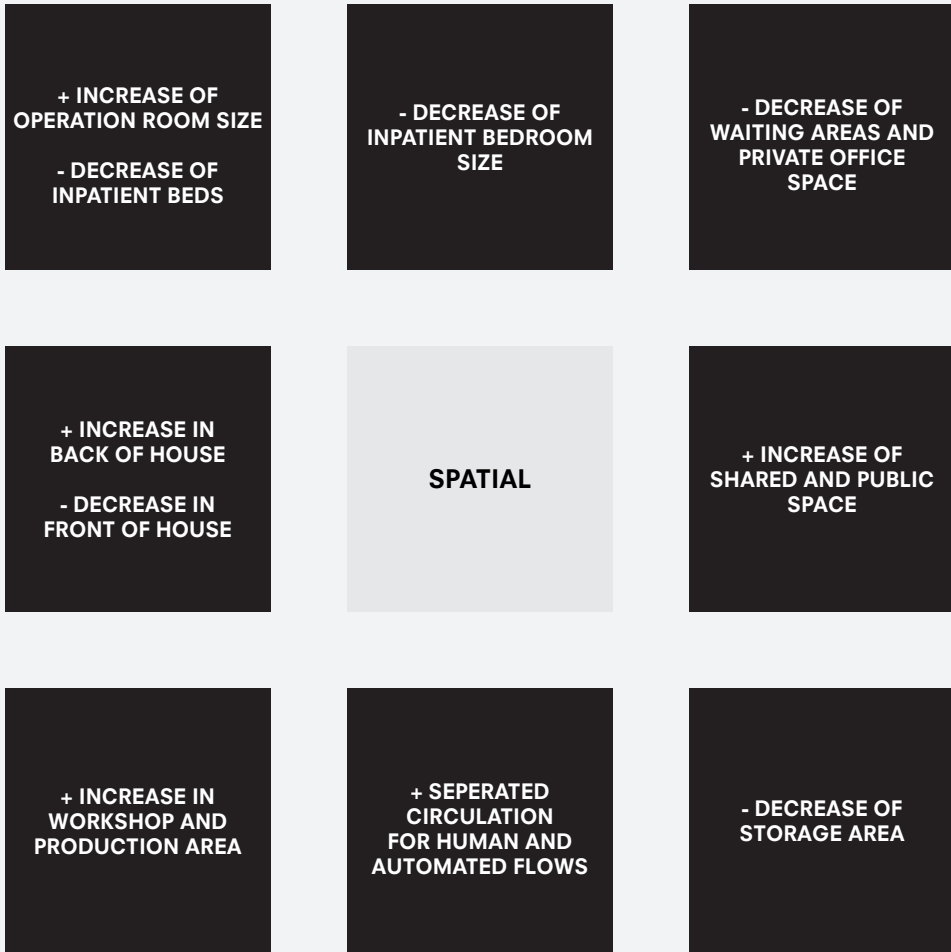 + INCREASE OF
OPERATION ROOM SIZE
- DECREASE OF
INPATIENT BEDS
- DECREASE OF
INPATIENT BEDROOM
SIZE
- DECREASE OF
WAITING AREAS AND
PRIVATE OFFICE
SPACE
+ INCREASE IN
BACK OF HOUSE
- DECREASE IN
FRONT OF HOUSE
SPATIAL
+ INCREASE OF
SHARED AND PUBLIC
SPACE
+ INCREASE IN
WORKSHOP AND
PRODUCTION AREA
+ SEPERATED
CIRCULATION
FOR HUMAN AND
AUTOMATED FLOWS
- DECREASE OF
STORAGE AREA